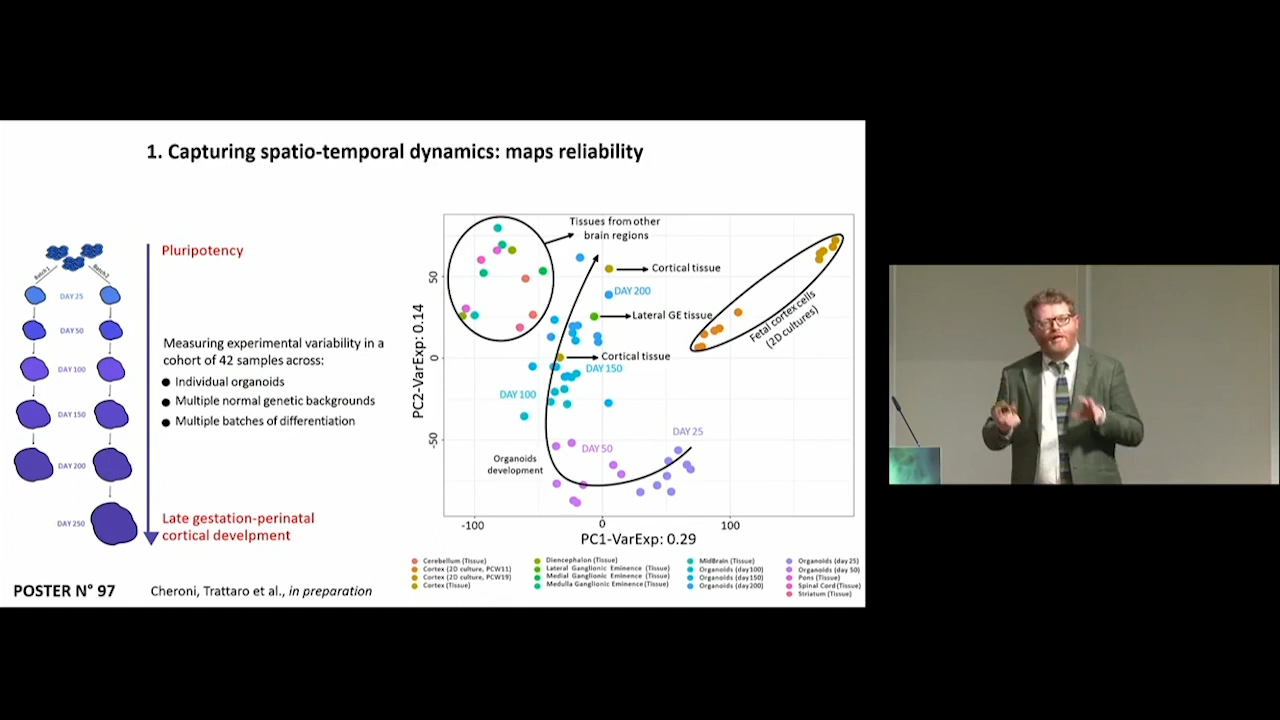 1. Capturing spatio-temporal dynamics: maps reliability
Pluripotency
Batch1
Batch2
DAY 25
DAY 50
DAY 100
DAY 150
DAY 200
DAY 250
Measuring experimental variability in a
cohort of 42 samples across:
● Individual organoids
● Multiple normal genetic backgrounds
● Multiple batches of differentiation
Late gestation-perinatal
cortical develpment
POSTER N° 97
Cheroni, Trattaro et al., in preparation
Tissues from other
brain regions
Cortical tissue
DAY 200
Lateral GE tissue
Cortical tissue
DAY 150
DAY 100
DAY 50
DAY 25
Organoids
development
Fetal cortex cells
(2D cultures)
PC2-VarExp: 0.14
50
0
-50
-100
0
100
PC1-VarExp: 0.29
Cerebellum (Tissue)
Cortex (2D culture, PCW11)
Cortex (2D culture, PCW19)
Cortex (Tissue)
Diencephalon (Tissue)
Lateral Ganglionic Eminence (Tissue)
Medial Ganglionic Eminence (Tissue)
Medulla Ganglionic Eminence (Tissue)
MidBrain (Tissue)
Organoids (day100)
Organoids (day150)
Organoids (day200)
Organoids (day25)
Organoids (day 50)
Pons (Tissue)
Spinal Cord (Tissue)
Striatum (Tissue)